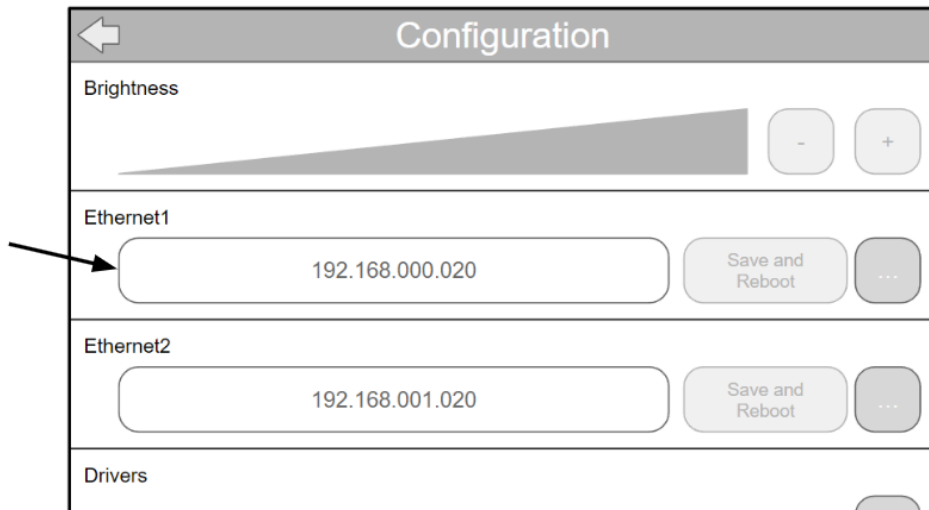 Configuration
Brightness
-
+
Ethernet1
192.168.000.020
Save and
Reboot
...
Ethernet2
192.168.001.020
Save and
Reboot
...
Drivers